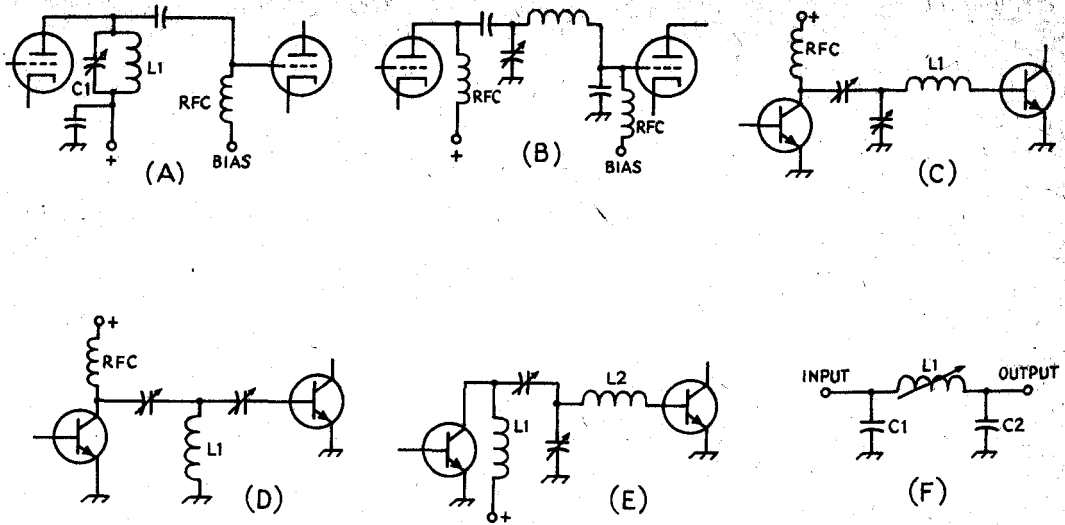 C1
L1
+
RFC
BIAS
(A)
RFC
+
RFC
BIAS
(B)
+
RFC
L1
(C)
+
RFC
L1
(D)
L1
+
L2
(E)
INPUT
L1
OUTPUT
C1
C2
(F)